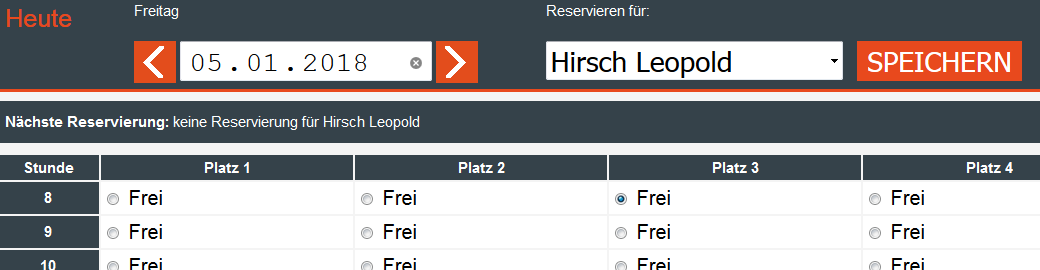 Heute Freitag Reservieren für:
05.01.2018 Hirsch Leopold SPEICHERN
Nächste Reservierung: keine Reservierung für Hirsch Leopold
Stunde Platz 1 Platz 2 Platz 3 Platz 4
8 Frei Frei Frei Frei
9 Frei Frei Frei Frei
10 Frei Frei Frei Frei